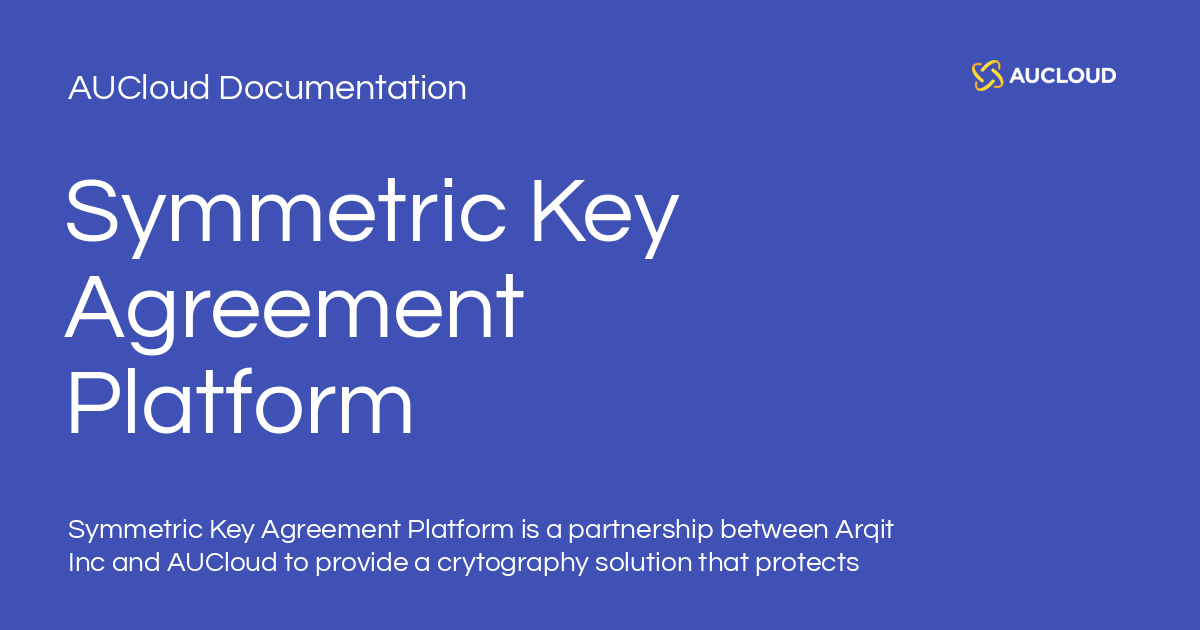 AUCloud Documentation
AUCLOUD
Symmetric Key
Agreement
Platform
Symmetric Key Agreement Platform is a partnership between Arqit
Inc and AUCloud to provide a crytography solution that protects